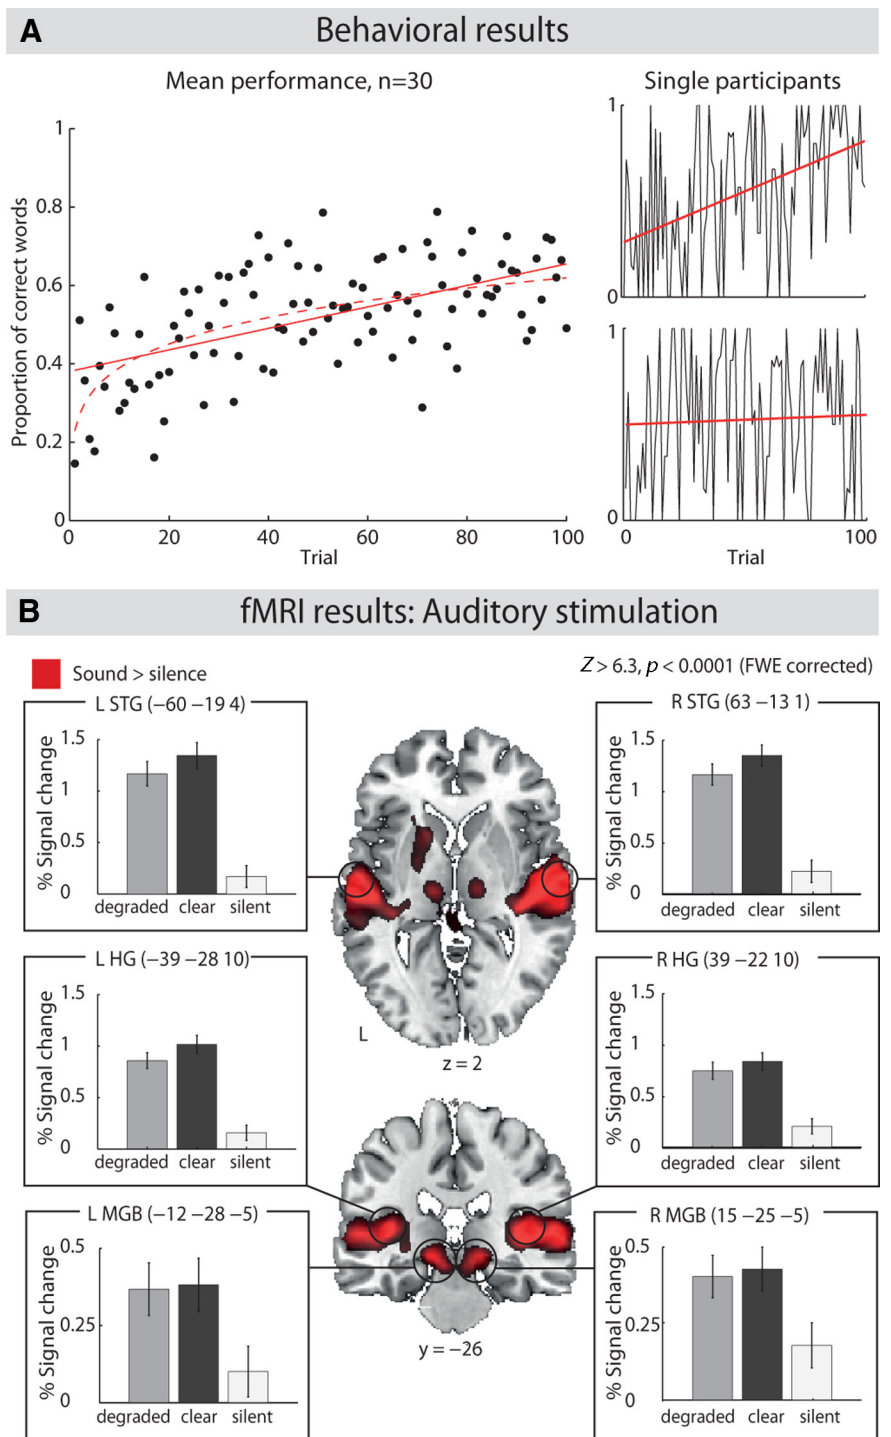 A Behavioral results
Mean performance, n=30
Single participants
Proportion of correct words
1
0.8
0.6
0.4
0.2
0
0 20 40 60 80 100
Trial
1
0
1
0
0 100
Trial
B fMRI results: Auditory stimulation
Sound > silence
Z > 6.3, p < 0.0001 (FWE corrected)
L STG (−60 −19 4)
% Signal change
1.5
1
0.5
0
degraded clear silent
R STG (63 −13 1)
% Signal change
1.5
1
0.5
0
degraded clear silent
L HG (−39 −28 10)
% Signal change
1.5
1
0.5
0
degraded clear silent
L
z = 2
R HG (39 −22 10)
% Signal change
1.5
1
0.5
0
degraded clear silent
L MGB (−12 −28 −5)
% Signal change
0.5
0.25
0
degraded clear silent
y = −26
R MGB (15 −25 −5)
% Signal change
0.5
0.25
0
degraded clear silent